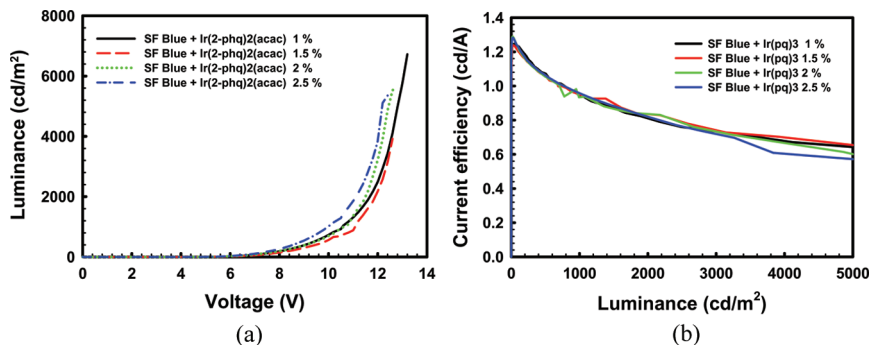 SF Blue + Ir(2-phq)2(acac) 1 %
SF Blue + Ir(2-phq)2(acac) 1.5 %
SF Blue + Ir(2-phq)2(acac) 2 %
SF Blue + Ir(2-phq)2(acac) 2.5 %
Luminance (cd/m²)
8000
6000
4000
2000
0
0 2 4 6 8 10 12 14
Voltage (V)
(a)
SF Blue + Ir(pq)3 1 %
SF Blue + Ir(pq)3 1.5 %
SF Blue + Ir(pq)3 2 %
SF Blue + Ir(pq)3 2.5 %
Current efficiency (cd/A)
1.4
1.2
1.0
0.8
0.6
0.4
0.2
0.0
0 1000 2000 3000 4000 5000
Luminance (cd/m²)
(b)